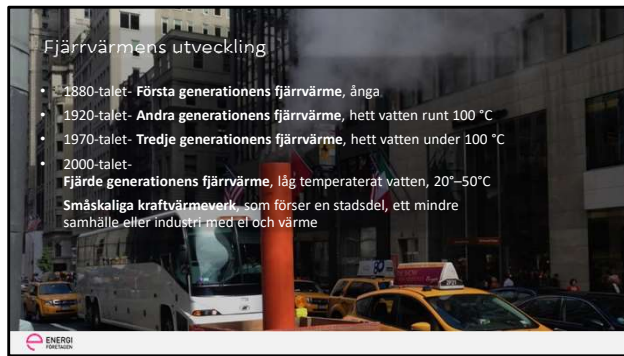 Fjärrvärmens utveckling
• 1880-talet- Första generationens fjärrvärme, ånga
• 1920-talet- Andra generationens fjärrvärme, hett vatten runt 100 °C
• 1970-talet- Tredje generationens fjärrvärme, hett vatten under 100 °C
• 2000-talet-
Fjärde generationens fjärrvärme, låg temperaterat vatten, 20°–50°C
Småskaliga kraftvärmeverk, som förser en stadsdel, ett mindre
samhälle eller industri med el och värme
ENERGI
FÖRETAGEN